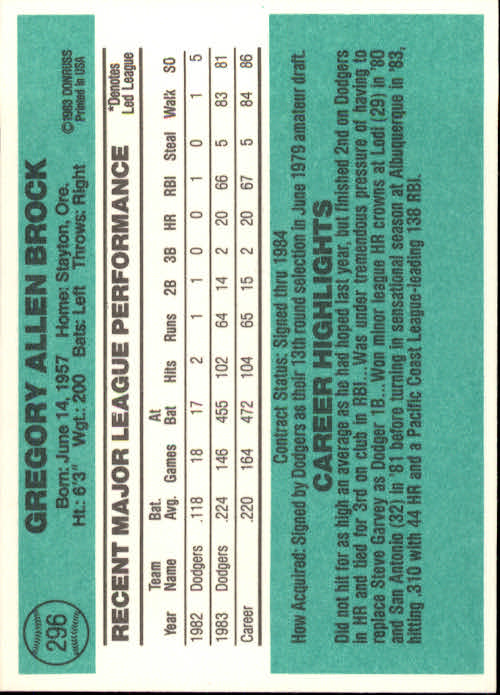 296
GREGORY ALLEN BROCK
©1983 DONRUSS
Printed in USA
Born: June 14, 1957 Home: Stayton, Ore.
Ht.: 6'3" Wgt.: 200 Bats: Left Throws: Right
RECENT MAJOR LEAGUE PERFORMANCE
*Denotes
Led League
Year Team Name Bat. Avg. Games At Bat Hits Runs 2B 3B HR RBI Steal Walk SO
1982 Dodgers .118 18 17 2 1 1 0 0 1 0 1 5
1983 Dodgers .224 146 455 102 64 14 2 20 66 5 83 81
Career .220 164 472 104 65 15 2 20 67 5 84 86
Contract Status: Signed thru 1984
How Acquired: Signed by Dodgers as their 13th round selection in June 1979 amateur draft.
CAREER HIGHLIGHTS
Did not hit for as high an average as he had hoped last year, but finished 2nd on Dodgers
in HR and tied for 3rd on club in RBI...Was under tremendous pressure of having to
replace Steve Garvey as Dodger 1B...Won minor league HR crowns at Lodi (29) in '80
and San Antonio (32) in '81 before turning in sensational season at Albuquerque in '83,
hitting .310 with 44 HR and a Pacific Coast League-leading 138 RBI.